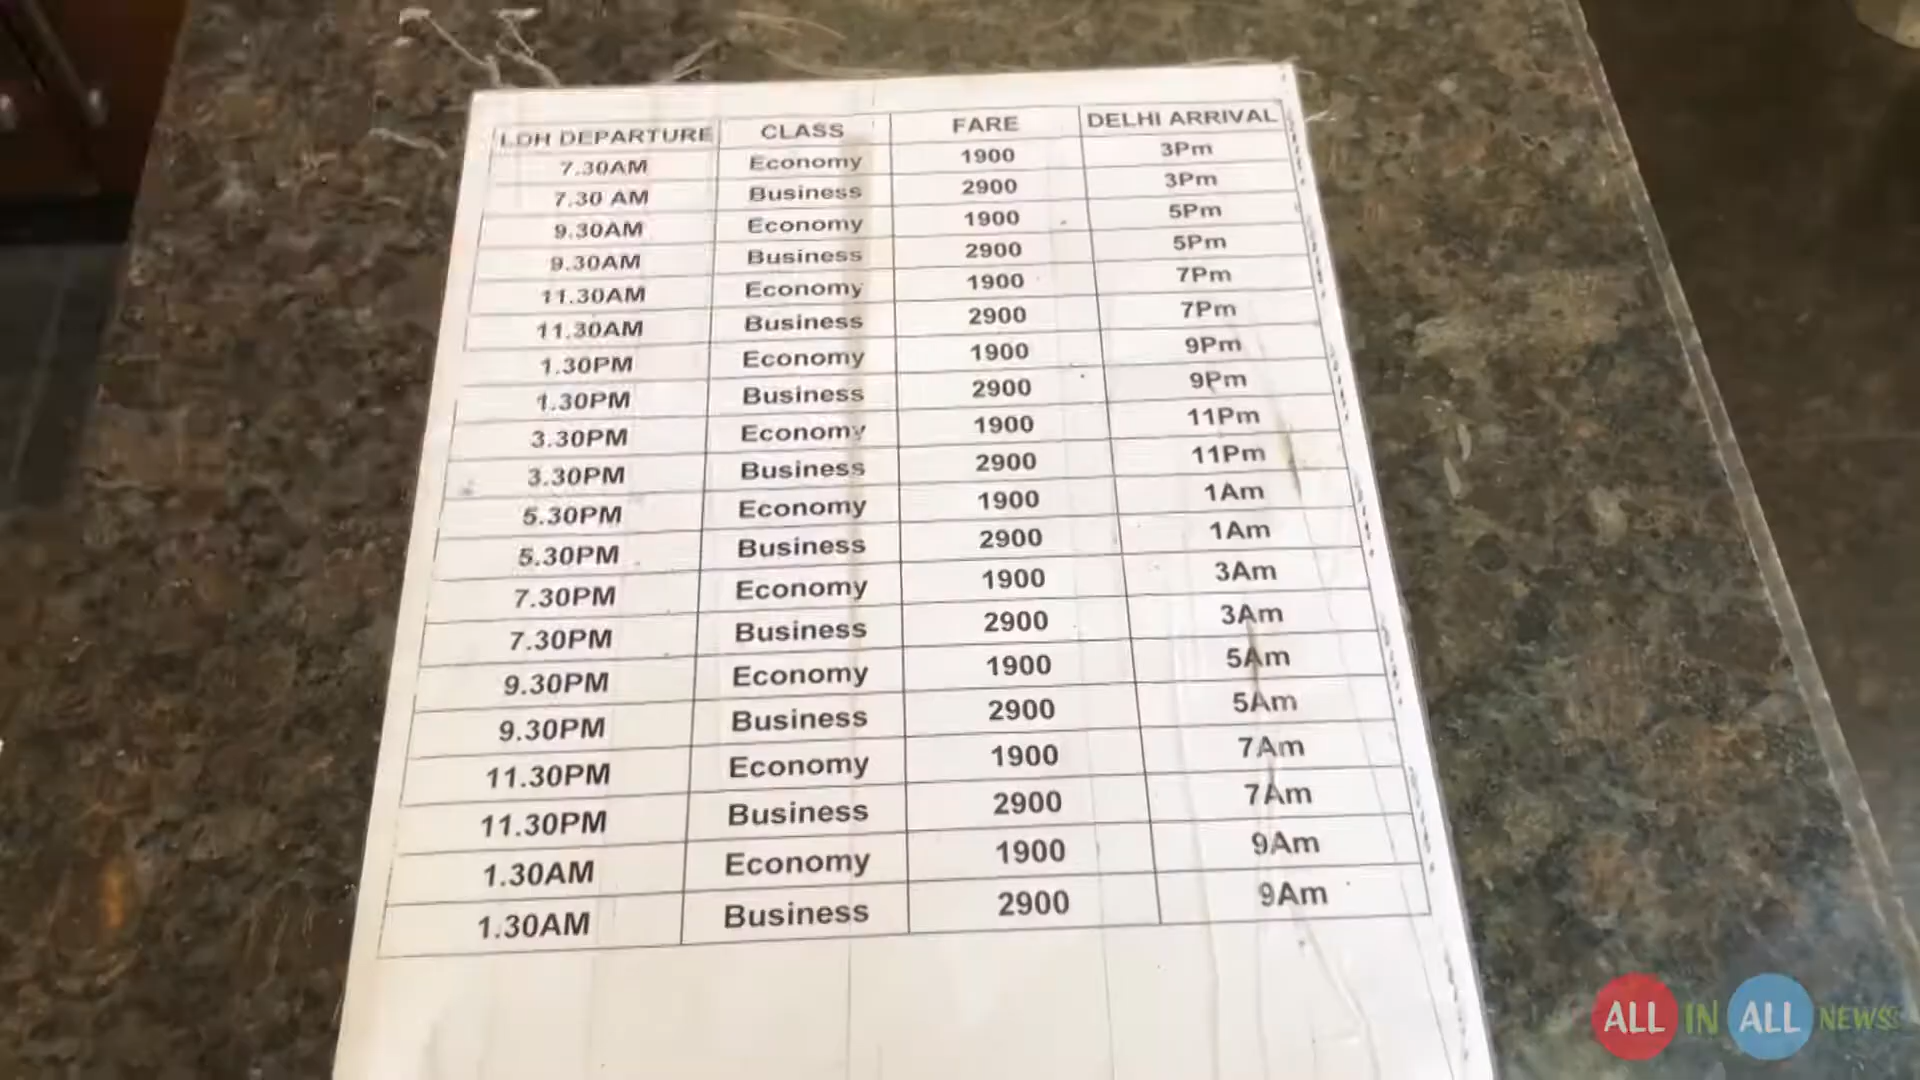 LDH DEPARTURE CLASS FARE DELHI ARRIVAL
7.30AM Economy 1900 3Pm
7.30 AM Business 2900 3Pm
9.30AM Economy 1900 5Pm
9.30AM Business 2900 5Pm
11.30AM Economy 1900 7Pm
11.30AM Business 2900 7Pm
1.30PM Economy 1900 9Pm
1.30PM Business 2900 9Pm
3.30PM Economy 1900 11Pm
3.30PM Business 2900 11Pm
5.30PM Economy 1900 1Am
5.30PM Business 2900 1Am
7.30PM Economy 1900 3Am
7.30PM Business 2900 3Am
9.30PM Economy 1900 5Am
9.30PM Business 2900 5Am
11.30PM Economy 1900 7Am
11.30PM Business 2900 7Am
1.30AM Economy 1900 9Am
1.30AM Business 2900 9Am
ALL IN ALL NEWS